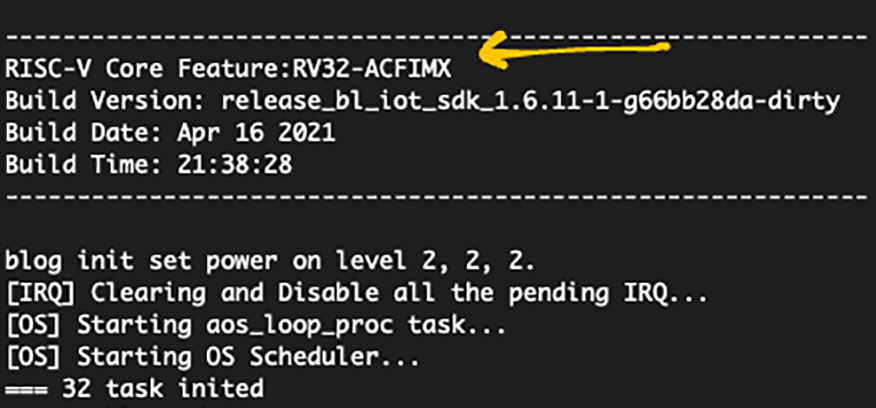 ------------------------------------------------------------
RISC-V Core Feature:RV32-ACFIMX
Build Version: release_bl_iot_sdk_1.6.11-1-g66bb28da-dirty
Build Date: Apr 16 2021
Build Time: 21:38:28
------------------------------------------------------------
blog init set power on level 2, 2, 2.
[IRQ] Clearing and Disable all the pending IRQ...
[OS] Starting aos_loop_proc task...
[OS] Starting OS Scheduler...
=== 32 task inited